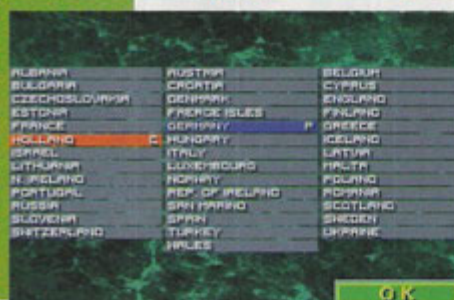 ALBANIA AUSTRIA BELGIUM
BULGARIA CROATIA CYPRUS
CZECHOSLOVAKIA DENMARK ENGLAND
ESTONIA FAEROE ISLES FINLAND
FRANCE GERMANY P GREECE
HOLLAND C HUNGARY ICELAND
ISRAEL ITALY LATVIA
LITHUANIA LUXEMBOURG MALTA
N. IRELAND NORWAY POLAND
PORTUGAL REP. OF IRELAND ROMANIA
RUSSIA SAN MARINO SCOTLAND
SLOVENIA SPAIN SWEDEN
SWITZERLAND TURKEY UKRAINE
WALES
OK